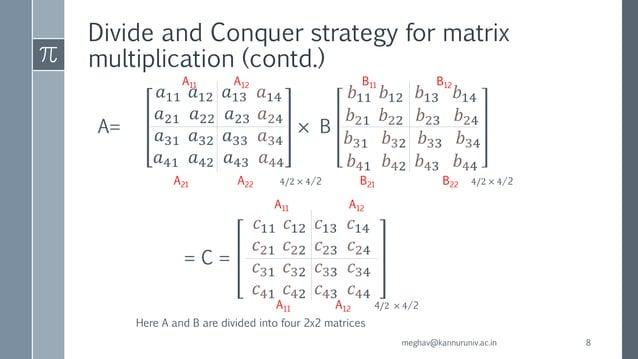 π
Divide and Conquer strategy for matrix
multiplication (contd.)
A₁₁ A₁₂ B₁₁ B₁₂
a₁₁ a₁₂ a₁₃ a₁₄ b₁₁ b₁₂ b₁₃ b₁₄
a₂₁ a₂₂ a₂₃ a₂₄ b₂₁ b₂₂ b₂₃ b₂₄
A= × B
a₃₁ a₃₂ a₃₃ a₃₄ b₃₁ b₃₂ b₃₃ b₃₄
a₄₁ a₄₂ a₄₃ a₄₄ b₄₁ b₄₂ b₄₃ b₄₄
A₂₁ A₂₂ 4/2 × 4/2 B₂₁ B₂₂ 4/2 × 4/2
A₁₁ A₁₂
c₁₁ c₁₂ c₁₃ c₁₄
c₂₁ c₂₂ c₂₃ c₂₄
= C =
c₃₁ c₃₂ c₃₃ c₃₄
c₄₁ c₄₂ c₄₃ c₄₄
A₁₁ A₁₂ 4/2 × 4/2
Here A and B are divided into four 2x2 matrices
meghav@kannuruniv.ac.in 8